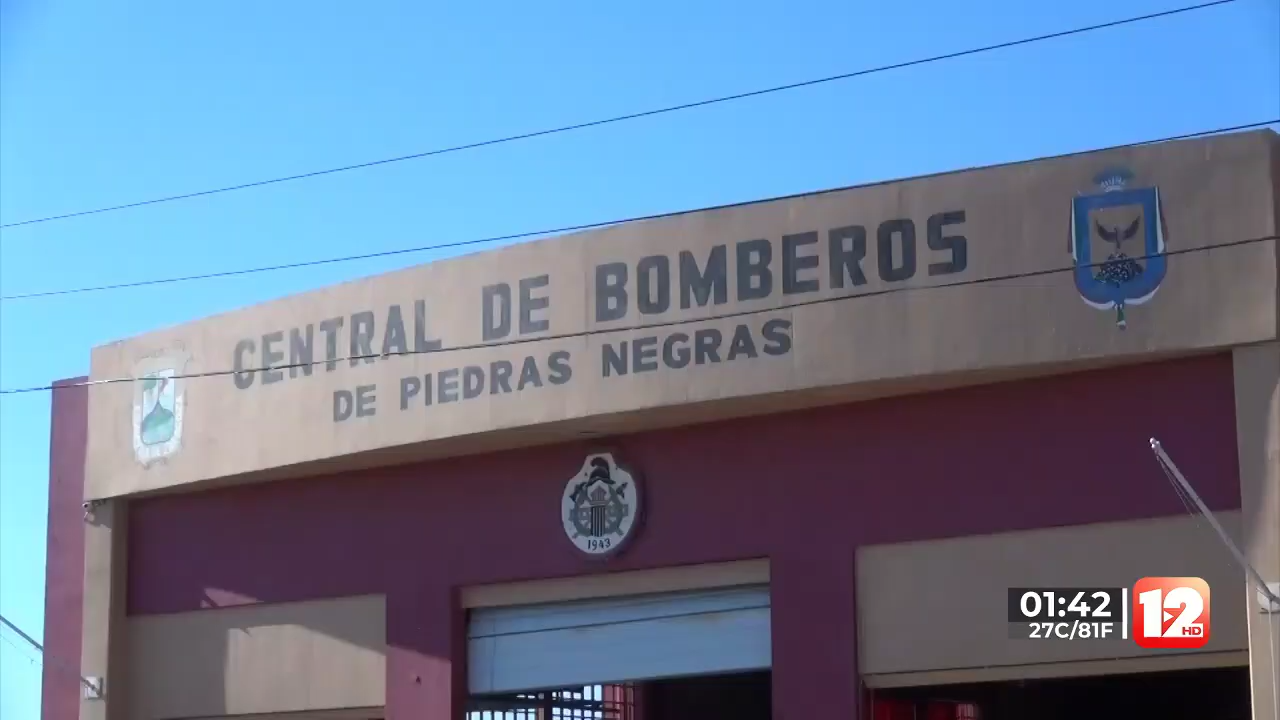 CENTRAL DE BOMBEROS
DE PIEDRAS NEGRAS
1943
01:42
27C/81F
12
HD